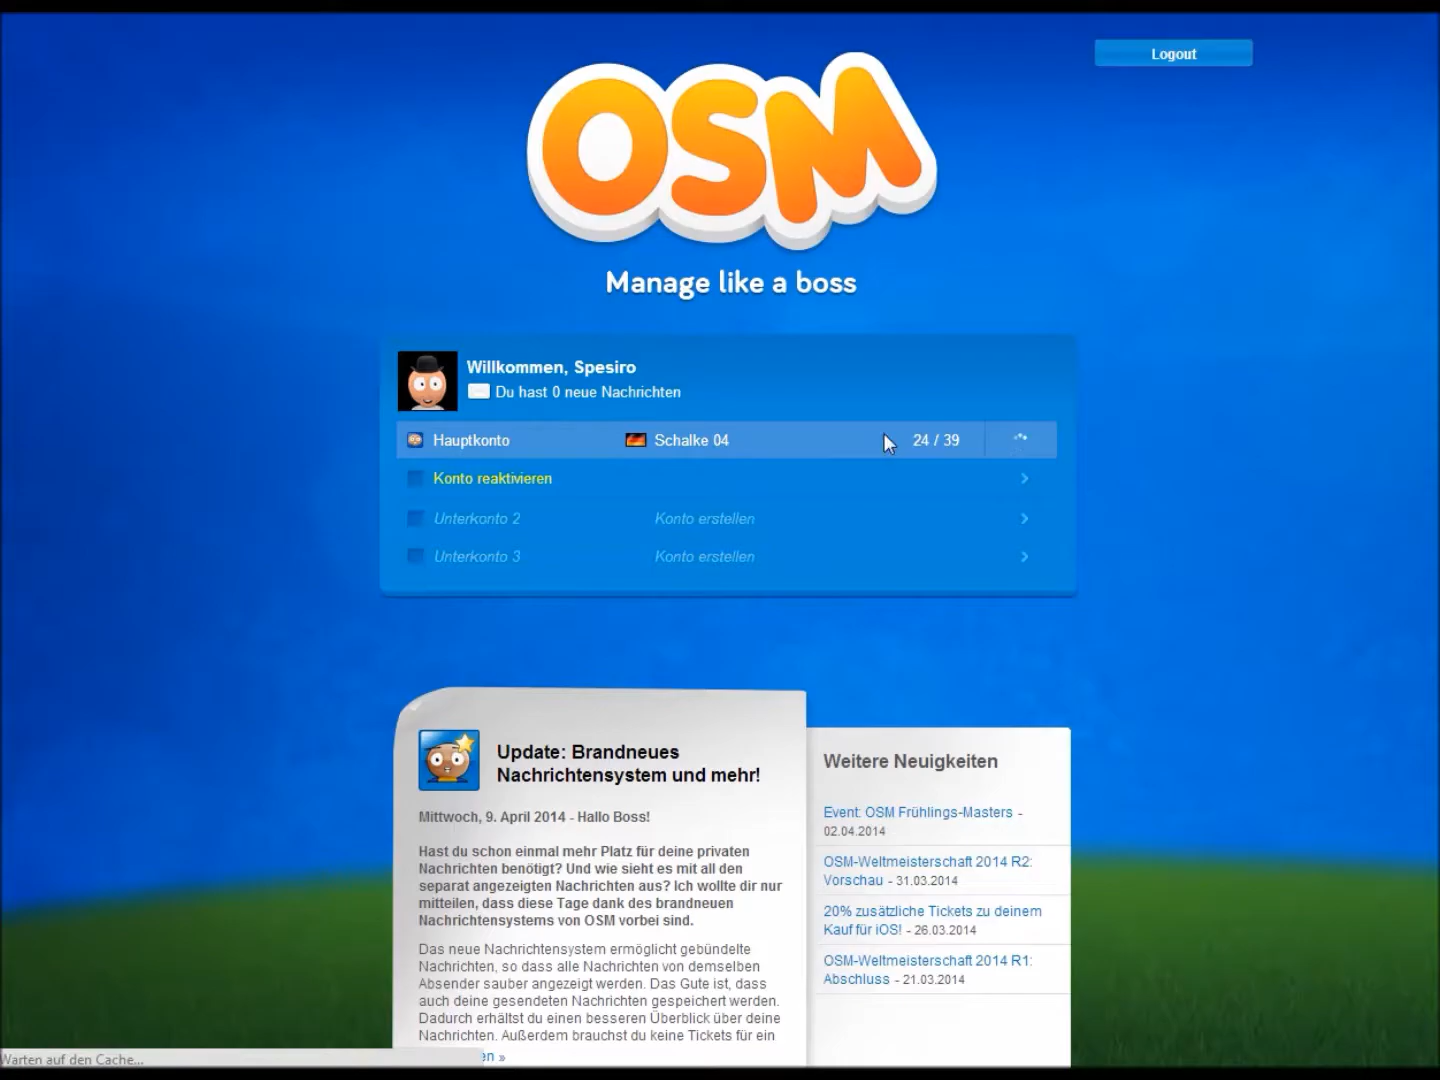 Logout
OSM
Manage like a boss
Willkommen, Spesiro
Du hast 0 neue Nachrichten
Hauptkonto Schalke 04 24 / 39
Konto reaktivieren
Unterkonto 2 Konto erstellen
Unterkonto 3 Konto erstellen
Update: Brandneues
Nachrichtensystem und mehr!
Mittwoch, 9. April 2014 - Hallo Boss!
Hast du schon einmal mehr Platz für deine privaten
Nachrichten benötigt? Und wie sieht es mit all den
separat angezeigten Nachrichten aus? Ich wollte dir nur
mitteilen, dass diese Tage dank des brandneuen
Nachrichtensystems von OSM vorbei sind.
Das neue Nachrichtensystem ermöglicht gebündelte
Nachrichten, so dass alle Nachrichten von demselben
Absender sauber angezeigt werden. Das Gute ist, dass
auch deine gesendeten Nachrichten gespeichert werden.
Dadurch erhältst du einen besseren Überblick über deine
Nachrichten. Außerdem brauchst du keine Tickets für ein
en »
Weitere Neuigkeiten
Event: OSM Frühlings-Masters -
02.04.2014
OSM-Weltmeisterschaft 2014 R2:
Vorschau - 31.03.2014
20% zusätzliche Tickets zu deinem
Kauf für iOS! - 26.03.2014
OSM-Weltmeisterschaft 2014 R1:
Abschluss - 21.03.2014
Warten auf den Cache...